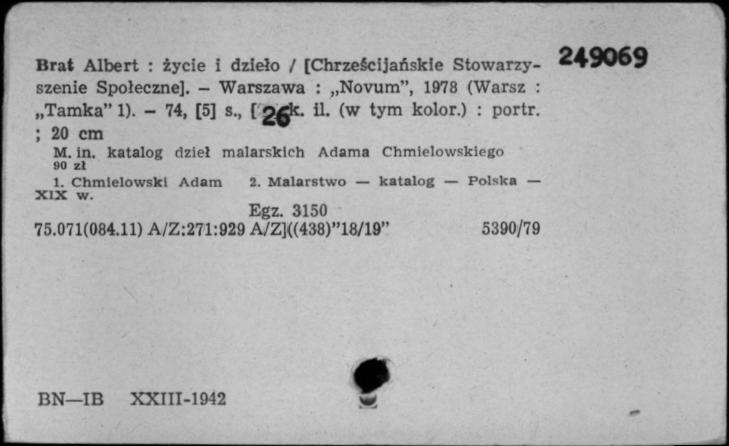 249069
Brat Albert : życie i dzieło / [Chrześcijańskie Stowarzy-
szenie Społeczne]. – Warszawa : „Novum”, 1978 (Warsz :
„Tamka” 1). – 74, [5] s., [ 26 k. il. (w tym kolor.) : portr.
; 20 cm
M. in. katalog dzieł malarskich Adama Chmielowskiego
90 zł
1. Chmielowski Adam 2. Malarstwo — katalog — Polska —
XIX w.
Egz. 3150
75.071(084.11) A/Z:271:929 A/Z](438)”18/19” 5390/79
BN—IB XXIII-1942